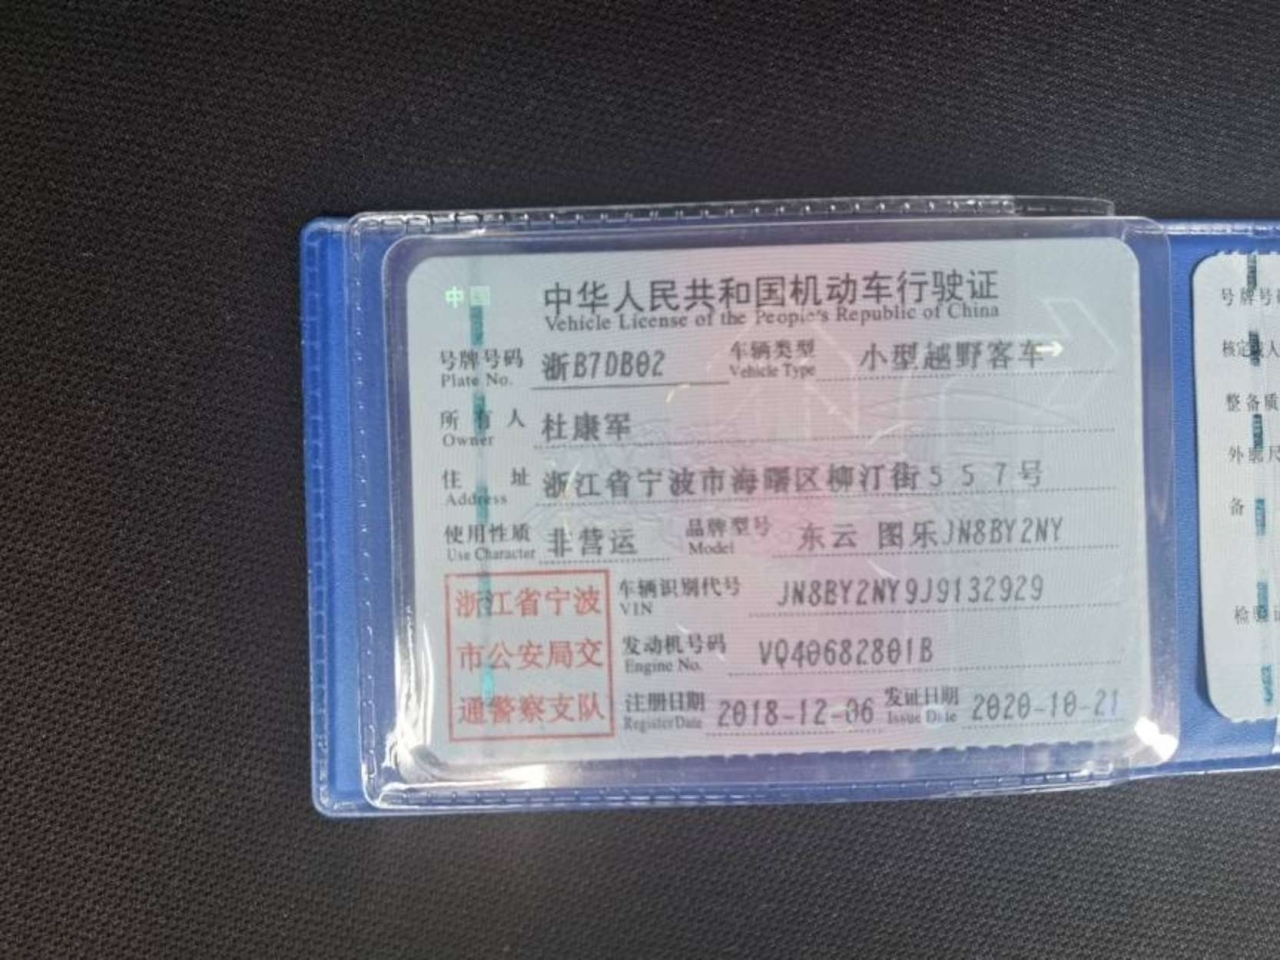 中国
中华人民共和国机动车行驶证
Vehicle License of the People's Republic of China
号牌号码 浙B7DB02 车辆类型 小型越野客车
Plate No. Vehicle Type
所有人 杜康军
Owner
住址 浙江省宁波市海曙区柳汀街557号
Address
使用性质 非营运 品牌型号 东云 图乐JN8BY2NY
Use Character Model
浙江省宁波
市公安局交
通警察支队
车辆识别代号 JN8BY2NY9J9132929
VIN
发动机号码 VQ40682801B
Engine No.
注册日期 2018-12-06 发证日期 2020-10-21
Register Date Issue Date
号牌号
核定载人
整备质
外廓尺
备
检验